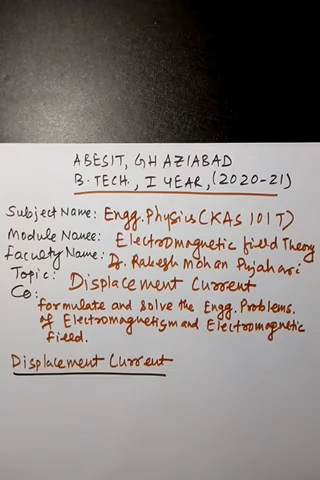 ABESIT, GHAZIABAD
B.TECH., I YEAR, (2020-21)
Subject Name: Engg. Physics (KAS 101T)
Module Name: Electromagnetic field Theory
Faculty Name: Dr. Rakesh Mohan Pujahari
Topic: Displacement Current
CO: formulate and solve the Engg. Problems
of Electromagnetism and Electromagnetic
field.
Displacement Current